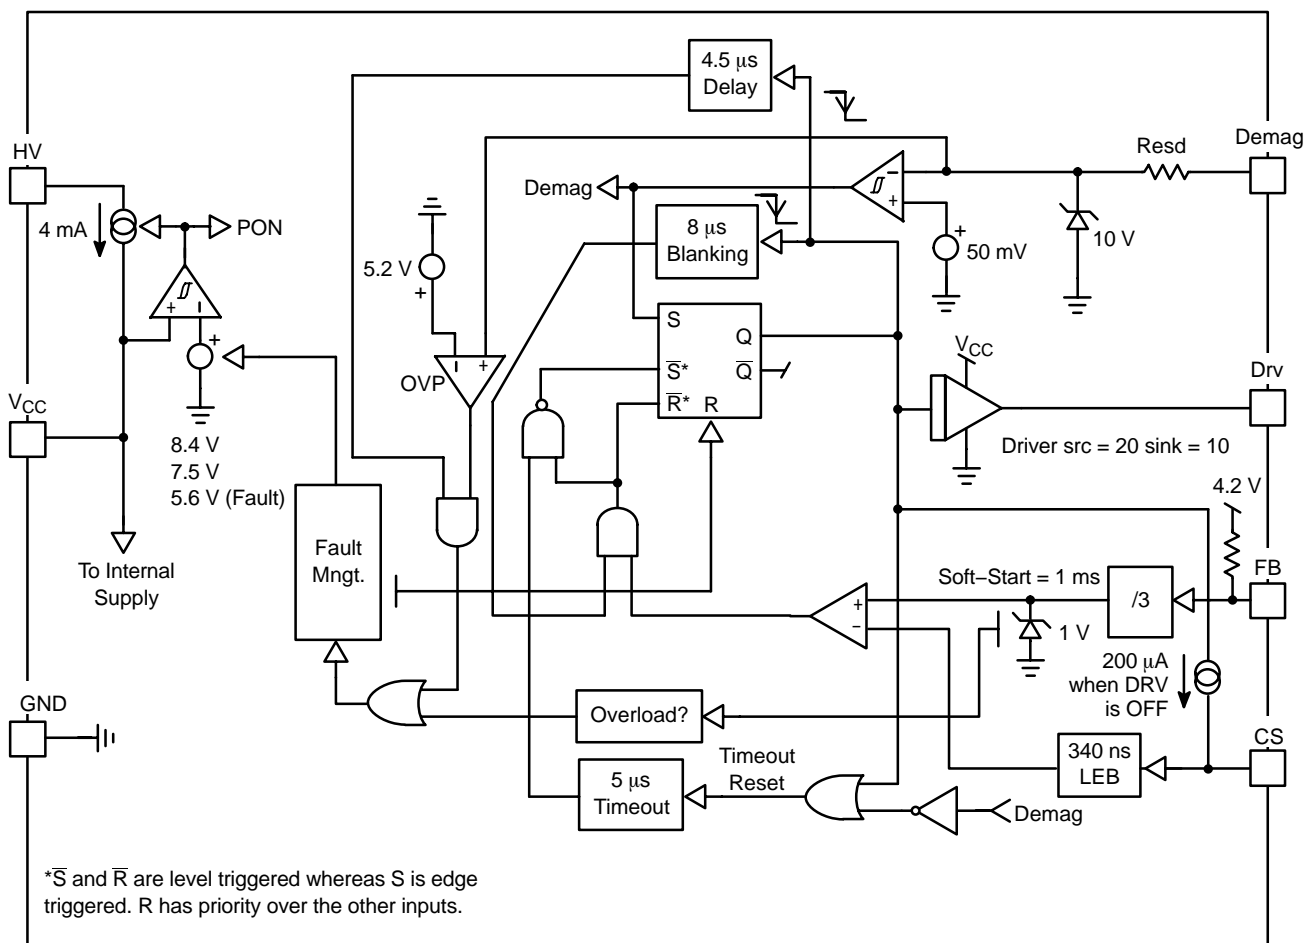 4.5 μs
Delay
HV
Resd
Demag
Demag
4 mA
PON
8 μs
Blanking
5.2 V
+
+
50 mV
10 V
+ −
+
− +
OVP
− +
S
S̅*
R̅* R
Q
Q̅
VCC
Drv
VCC
8.4 V
7.5 V
5.6 V (Fault)
Driver src = 20 sink = 10
4.2 V
Fault
Mngt.
To Internal
Supply
Soft−Start = 1 ms
/3
FB
+
−
1 V
200 μA
when DRV
is OFF
GND
Overload?
CS
340 ns
LEB
Timeout
Reset
5 μs
Timeout
Demag
*S̅ and R̅ are level triggered whereas S is edge
triggered. R has priority over the other inputs.